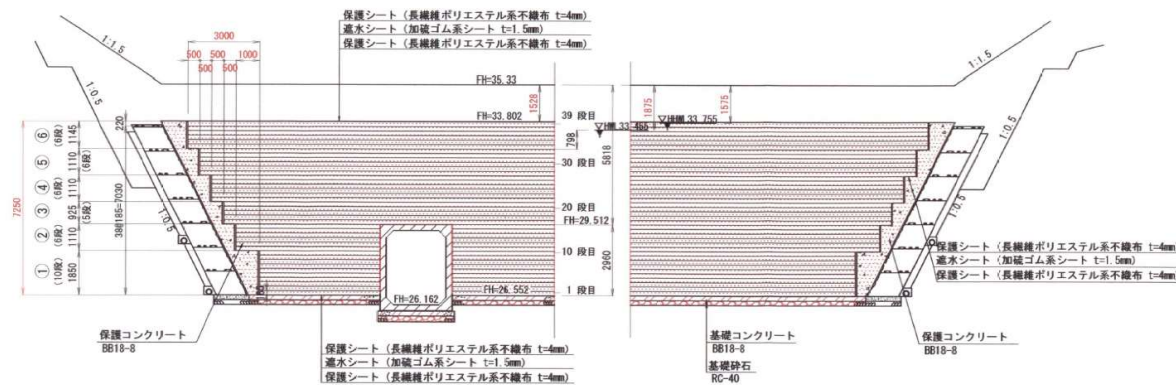 保護シート（長繊維ポリエステル系不織布 t=4mm）
遮水シート（加硫ゴム系シート t=1.5mm）
保護シート（長繊維ポリエステル系不織布 t=4mm）
1:1.5
1:0.5
3000
500 500 1000
500 500
FH=35.33
1528
39 段目
FH=33.802
798
5818
30 段目
20 段目
FH=29.512
10 段目
2960
1 段目
FH=26.552
FH=26.162
7250
⑥ (6段) 1145
⑤ (6段) 1110
④ (6段) 1110
③ (5段) 925
② (6段) 1110
① (10段) 1850
220
38@185=7030
1:0.5
1875
1575
33.755
1:1.5
1:0.5
1:0.5
保護シート（長繊維ポリエステル系不織布 t=4mm
遮水シート（加硫ゴム系シート t=1.5mm）
保護シート（長繊維ポリエステル系不織布 t=4mm
保護コンクリート
BB18-8
保護シート（長繊維ポリエステル系不織布 t=4mm）
遮水シート（加硫ゴム系シート t=1.5mm）
保護シート（長繊維ポリエステル系不織布 t=4mm）
基礎コンクリート
BB18-8
基礎砕石
RC-40
保護コンクリート
BB18-8